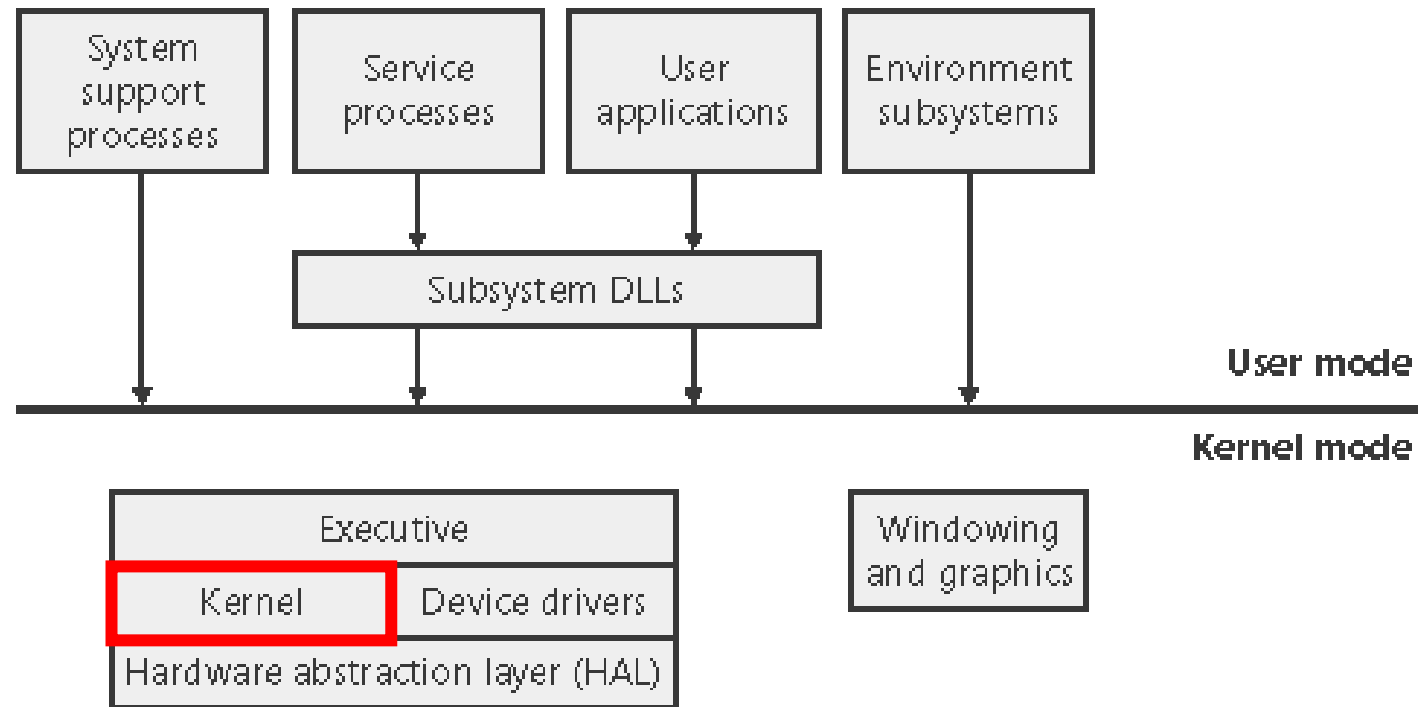 System
support
processes
Service
processes
User
applications
Environment
subsystems
Subsystem DLLs
User mode
Kernel mode
Executive
Kernel
Device drivers
Hardware abstraction layer (HAL)
Windowing
and graphics